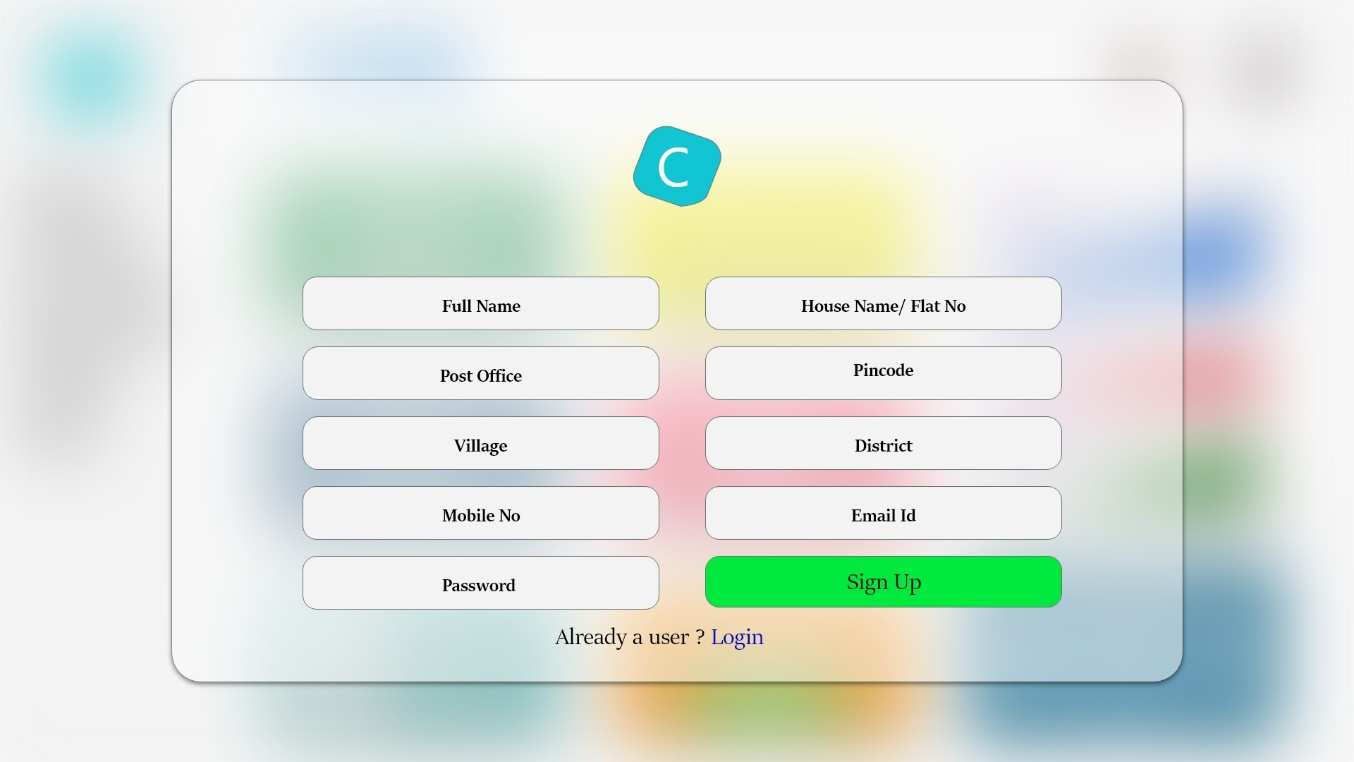 C
Full Name
House Name/ Flat No
Post Office
Pincode
Village
District
Mobile No
Email Id
Password
Sign Up
Already a user ? Login